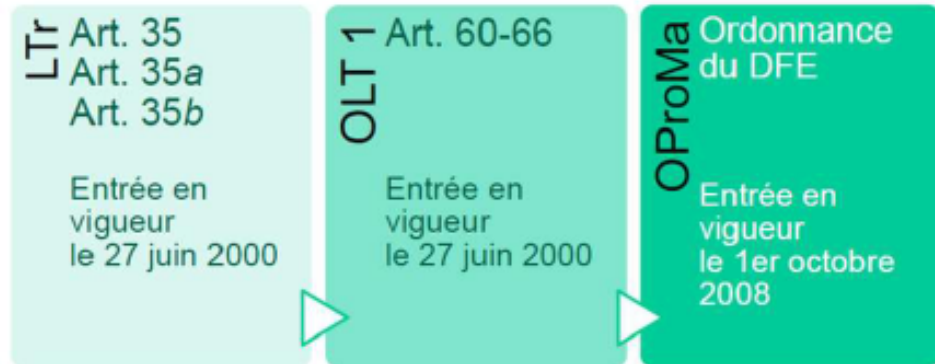 LTr
Art. 35
Art. 35a
Art. 35b
Entrée en
vigueur
le 27 juin 2000
OLT 1
Art. 60-66
Entrée en
vigueur
le 27 juin 2000
OProMa
Ordonnance
du DFE
Entrée en
vigueur
le 1er octobre
2008